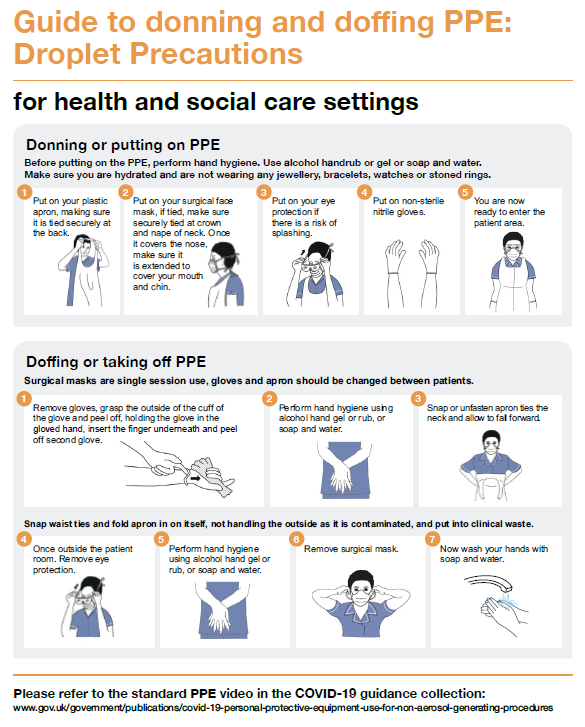 Guide to donning and doffing PPE:
Droplet Precautions
for health and social care settings
Donning or putting on PPE
Before putting on the PPE, perform hand hygiene. Use alcohol handrub or gel or soap and water.
Make sure you are hydrated and are not wearing any jewellery, bracelets, watches or stoned rings.
1
Put on your plastic
apron, making sure
it is tied securely at
the back.
2
Put on your surgical face
mask, if tied, make sure
securely tied at crown
and nape of neck. Once
it covers the nose,
make sure it
is extended to
cover your mouth
and chin.
3
Put on your eye
protection if
there is a risk of
splashing.
4
Put on non-sterile
nitrile gloves.
5
You are now
ready to enter the
patient area.
Doffing or taking off PPE
Surgical masks are single session use, gloves and apron should be changed between patients.
1
Remove gloves, grasp the outside of the cuff of
the glove and peel off, holding the glove in the
gloved hand, insert the finger underneath and peel
off second glove.
2
Perform hand hygiene using
alcohol hand gel or rub, or
soap and water.
3
Snap or unfasten apron ties the
neck and allow to fall forward.
Snap waist ties and fold apron in on itself, not handling the outside as it is contaminated, and put into clinical waste.
4
Once outside the patient
room. Remove eye
protection.
5
Perform hand hygiene
using alcohol hand gel or
rub, or soap and water.
6
Remove surgical mask.
7
Now wash your hands with
soap and water.
Please refer to the standard PPE video in the COVID-19 guidance collection:
www.gov.uk/government/publications/covid-19-personal-protective-equipment-use-for-non-aerosol-generating-procedures